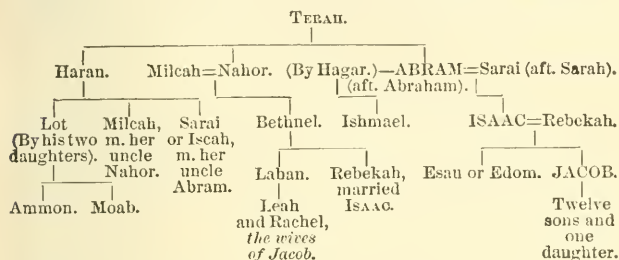 TERAH.
Haran. Milcah=Nahor. (By Hagar.)—ABRAM=Sarai (aft. Sarah).
(aft. Abraham).
Lot Milcah, Sarai Bethuel. Ishmael. ISAAC=Rebekah.
(By his two m. her or Iscah,
daughters). uncle m. her
Nahor. uncle Laban. Rebekah, Esau or Edom. JACOB.
Abram. married
Ammon. Moab. Leah ISAAC. Twelve
and Rachel, sons and
the wives one
of Jacob. daughter.